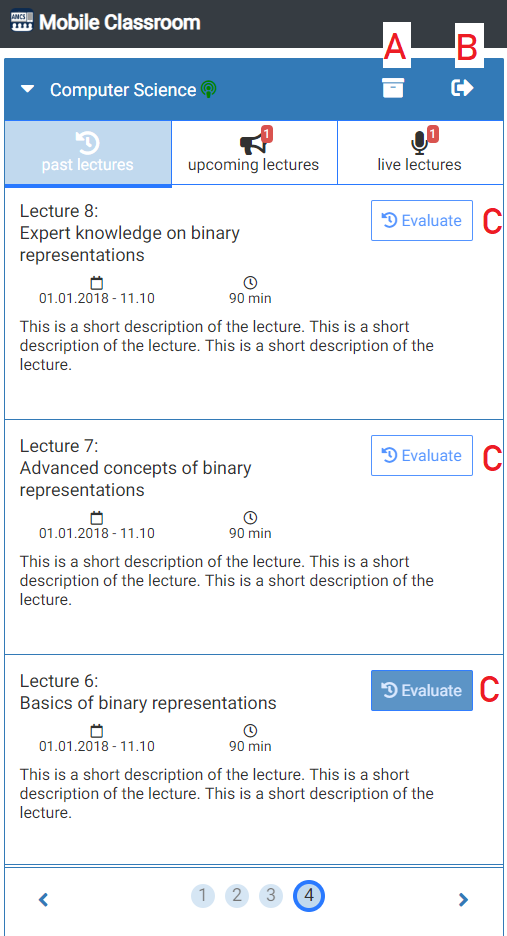 AMCS Mobile Classroom
A B
Computer Science
1 1
past lectures upcoming lectures live lectures
Lecture 8: Evaluate C
Expert knowledge on binary
representations
01.01.2018 - 11.10 90 min
This is a short description of the lecture. This is a short
description of the lecture. This is a short description of the
lecture.
Lecture 7: Evaluate C
Advanced concepts of binary
representations
01.01.2018 - 11.10 90 min
This is a short description of the lecture. This is a short
description of the lecture. This is a short description of the
lecture.
Lecture 6: Evaluate C
Basics of binary representations
01.01.2018 - 11.10 90 min
This is a short description of the lecture. This is a short
description of the lecture. This is a short description of the
lecture.
1 2 3 4